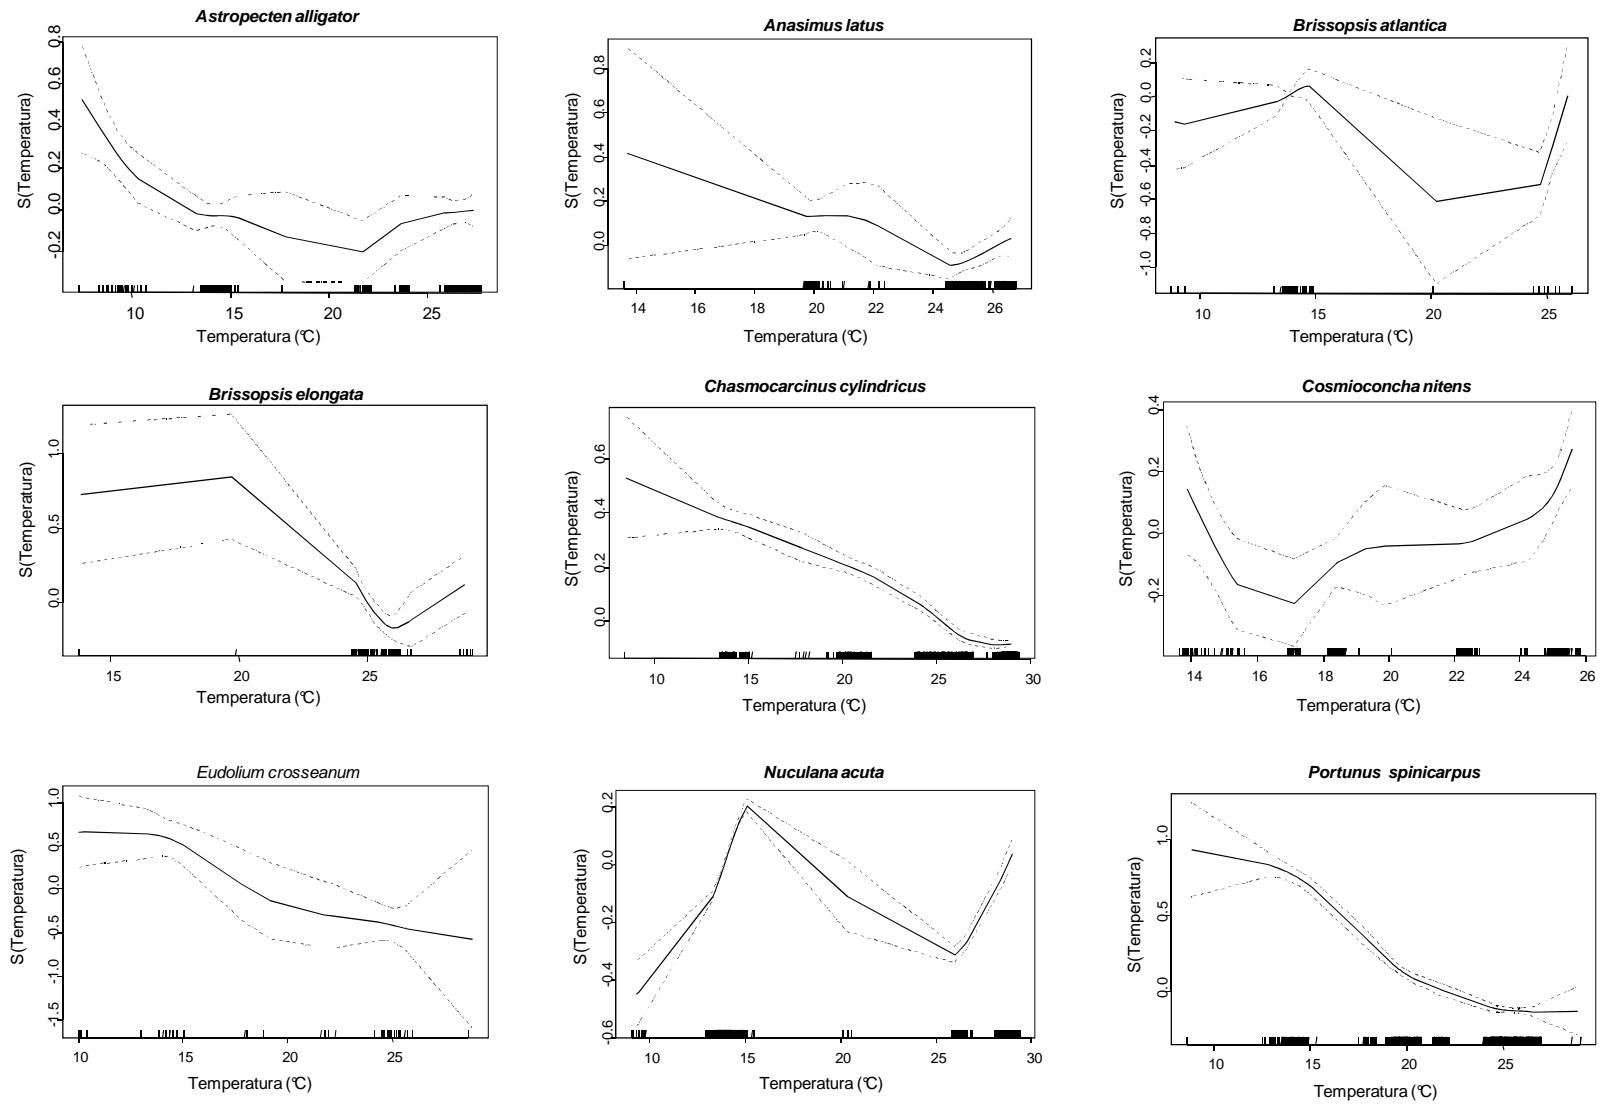 Astropecten alligator
S(Temperatura)
0.8
0.6
0.4
0.2
0.0
-0.2
10 15 20 25
Temperatura (°C)
Anasimus latus
S(Temperatura)
0.8
0.6
0.4
0.2
0.0
14 16 18 20 22 24 26
Temperatura (°C)
Brissopsis atlantica
S(Temperatura)
0.2
0.0
-0.2
-0.4
-0.6
-0.8
-1.0
10 15 20 25
Temperatura (°C)
Brissopsis elongata
S(Temperatura)
1.0
0.5
0.0
15 20 25
Temperatura (°C)
Chasmocarcinus cylindricus
S(Temperatura)
0.6
0.4
0.2
0.0
10 15 20 25 30
Temperatura (°C)
Cosmioconcha nitens
S(Temperatura)
0.4
0.2
0.0
-0.2
14 16 18 20 22 24 26
Temperatura (°C)
Eudolium crosseanum
S(Temperatura)
1.0
0.5
0.0
-0.5
-1.0
-1.5
10 15 20 25
Temperatura (°C)
Nuculana acuta
S(Temperatura)
0.2
0.0
-0.2
-0.4
-0.6
10 15 20 25 30
Temperatura (°C)
Portunus spinicarpus
S(Temperatura)
1.0
0.5
0.0
10 15 20 25
Temperatura (°C)